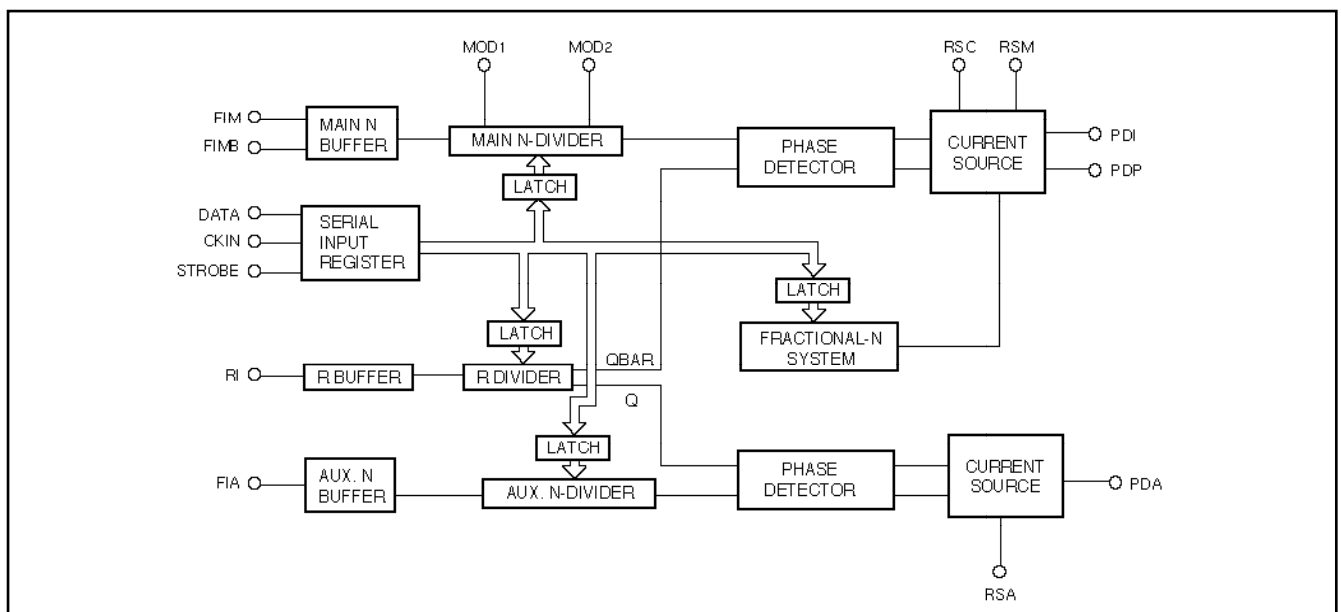 MOD1
MOD2
RSC
RSM
FIM
FIMB
MAIN N
BUFFER
MAIN N-DIVIDER
PHASE
DETECTOR
CURRENT
SOURCE
PDI
PDP
LATCH
DATA
CKIN
STROBE
SERIAL
INPUT
REGISTER
LATCH
LATCH
FRACTIONAL-N
SYSTEM
RI
R BUFFER
R DIVIDER
QBAR
Q
LATCH
FIA
AUX. N
BUFFER
AUX. N-DIVIDER
PHASE
DETECTOR
CURRENT
SOURCE
PDA
RSA